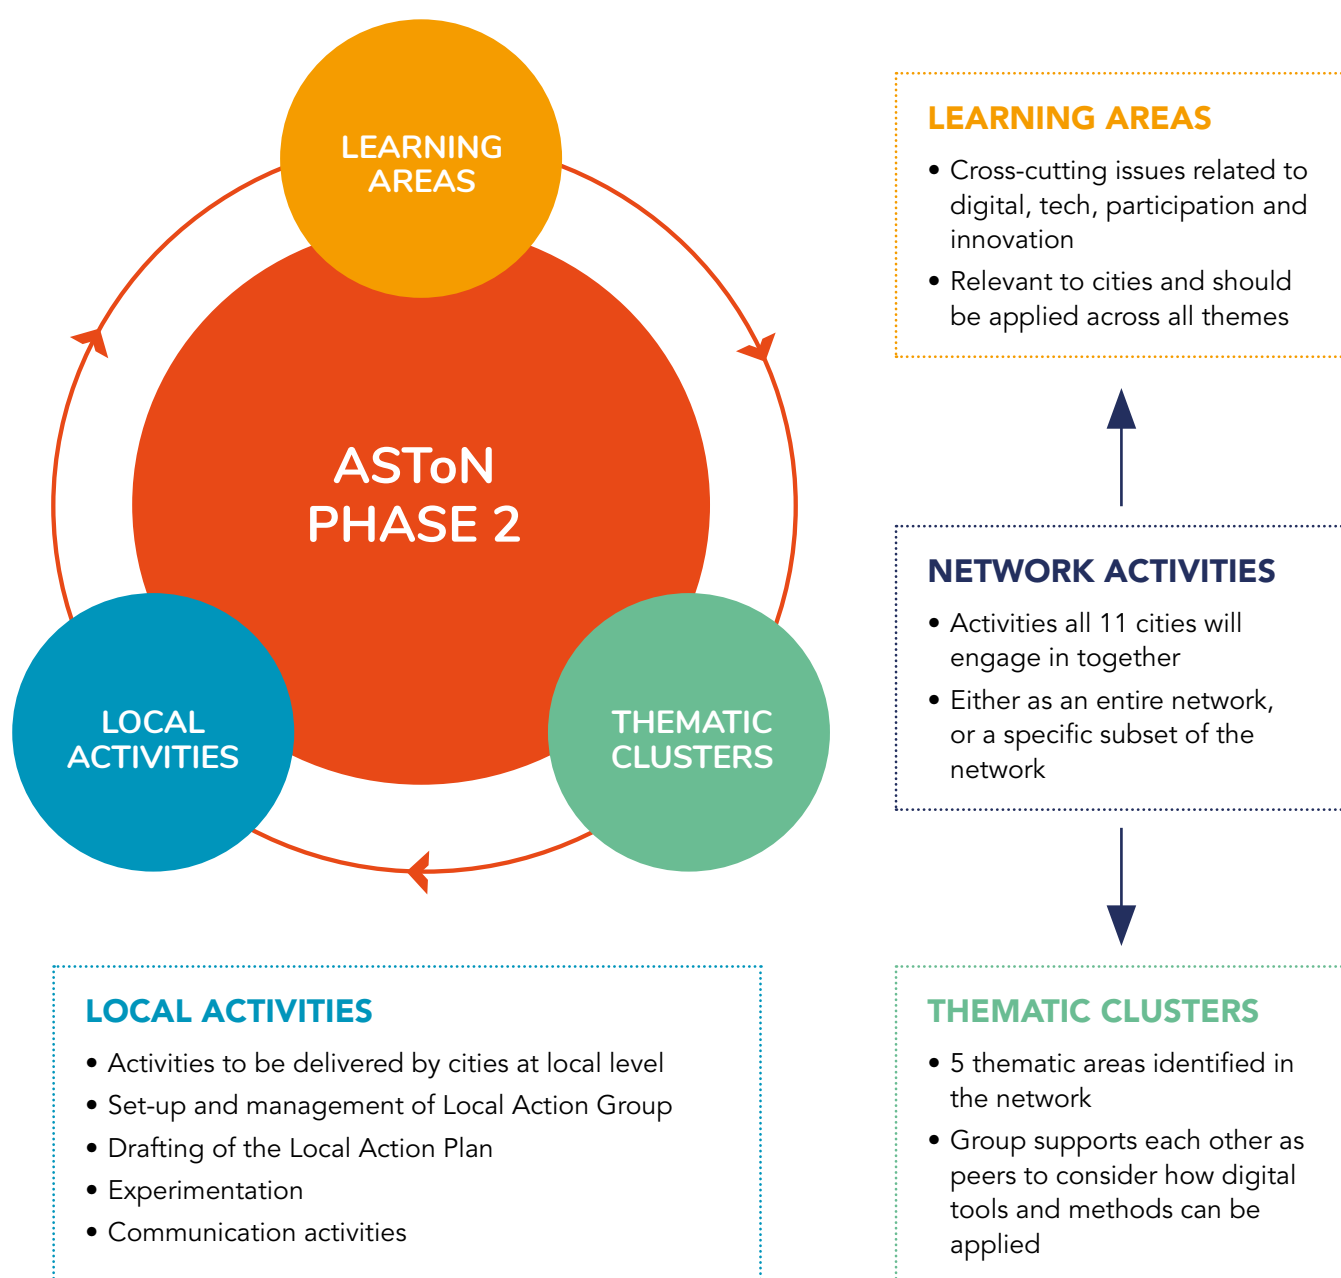 LEARNING
AREAS
ASToN
PHASE 2
LOCAL
ACTIVITIES
THEMATIC
CLUSTERS
LEARNING AREAS
• Cross-cutting issues related to
digital, tech, participation and
innovation
• Relevant to cities and should
be applied across all themes
NETWORK ACTIVITIES
• Activities all 11 cities will
engage in together
• Either as an entire network,
or a specific subset of the
network
LOCAL ACTIVITIES
• Activities to be delivered by cities at local level
• Set-up and management of Local Action Group
• Drafting of the Local Action Plan
• Experimentation
• Communication activities
THEMATIC CLUSTERS
• 5 thematic areas identified in
the network
• Group supports each other as
peers to consider how digital
tools and methods can be
applied